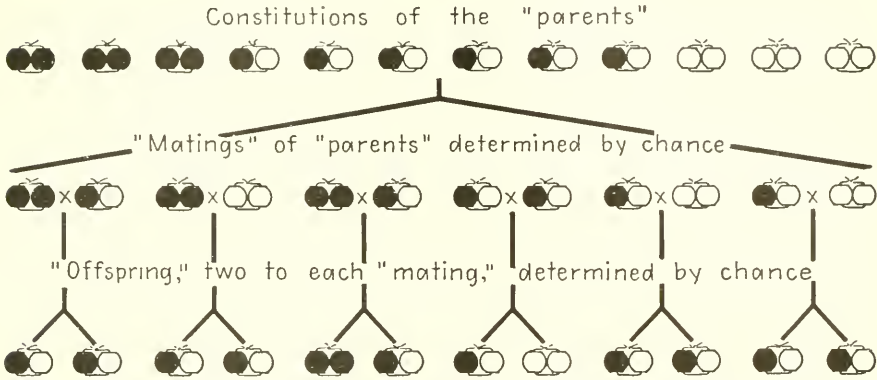 Constitutions of the "parents"
"Matings" of "parents" determined by chance
x x x x x x
"Offspring," two to each "mating," determined by chance